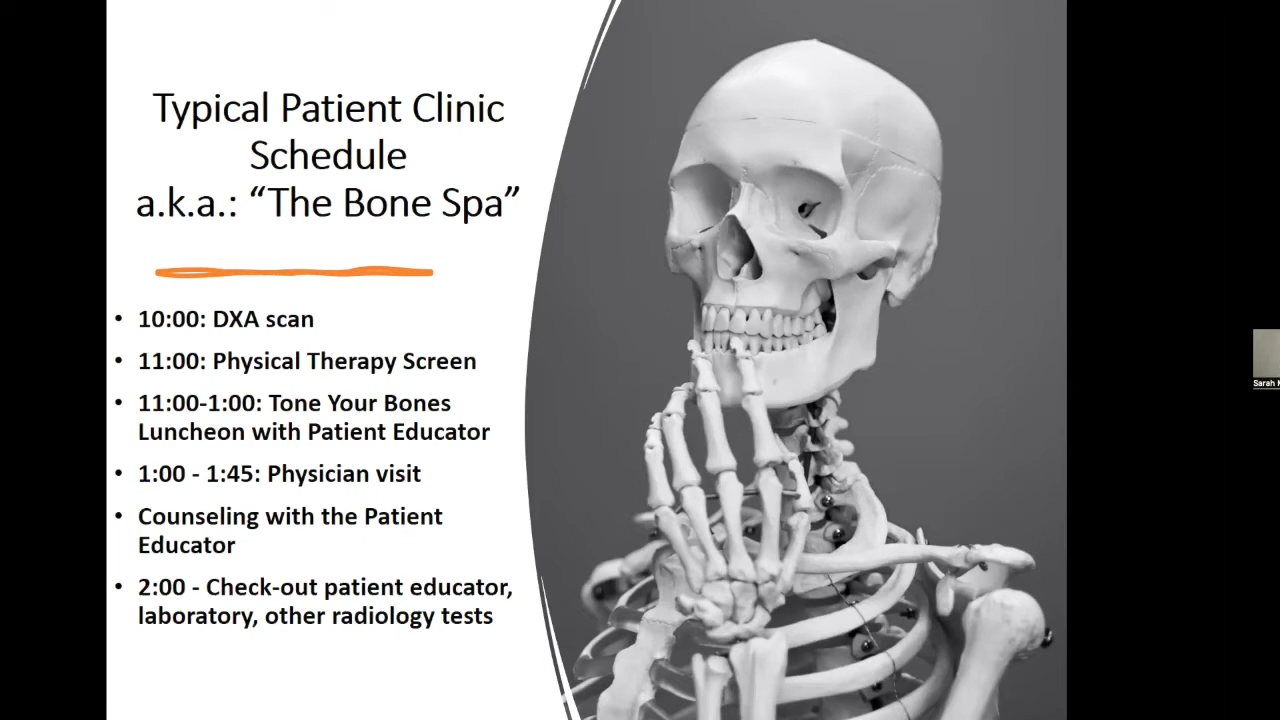 Typical Patient Clinic
Schedule
a.k.a.: “The Bone Spa”
• 10:00: DXA scan
• 11:00: Physical Therapy Screen
• 11:00-1:00: Tone Your Bones
Luncheon with Patient Educator
• 1:00 - 1:45: Physician visit
• Counseling with the Patient
Educator
• 2:00 - Check-out patient educator,
laboratory, other radiology tests
Sarah